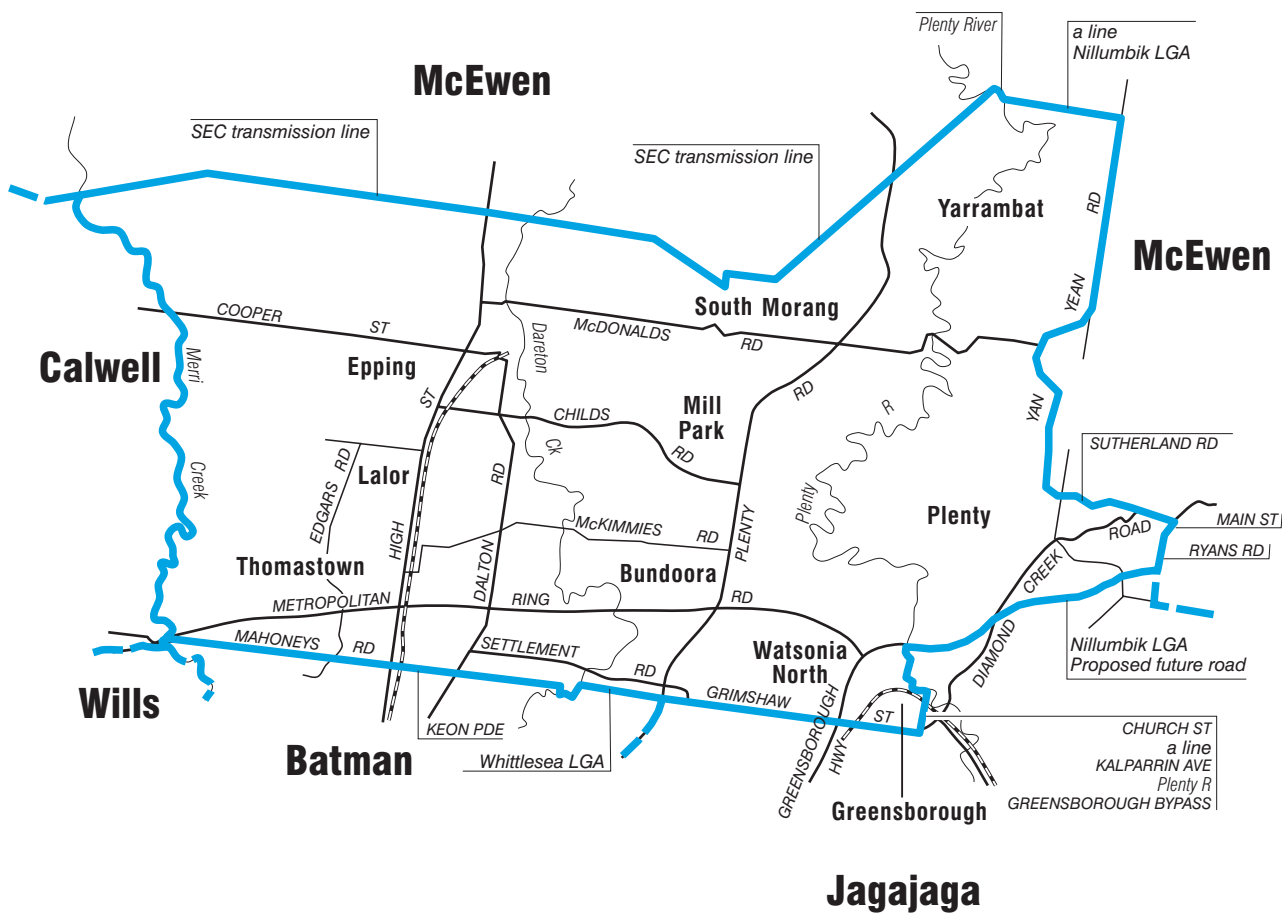 Plenty River
a line
Nillumbik LGA
McEwen
SEC transmission line
SEC transmission line
Yarrambat
RD
McEwen
YEAN
South Morang
COOPER
ST
McDONALDS
RD
Dareton
Merri
Calwell
Epping
ST
RD
YAN
R
CHILDS
Mill
Park
Ck
RD
SUTHERLAND RD
Creek
RD
EDGARS
Lalor
RD
Plenty
Plenty
MAIN ST
ROAD
HIGH
McKIMMIES
RD
PLENTY
RYANS RD
CREEK
Thomastown
DALTON
Bundoora
METROPOLITAN
RING
RD
MAHONEYS
RD
SETTLEMENT
RD
Watsonia
North
DIAMOND
Nillumbik LGA
Proposed future road
Wills
GRIMSHAW
ST
KEON PDE
GREENSBOROUGH
HWY
CHURCH ST
a line
KALPARRIN AVE
Plenty R
GREENSBOROUGH BYPASS
Batman
Whittlesea LGA
Greensborough
Jagajaga